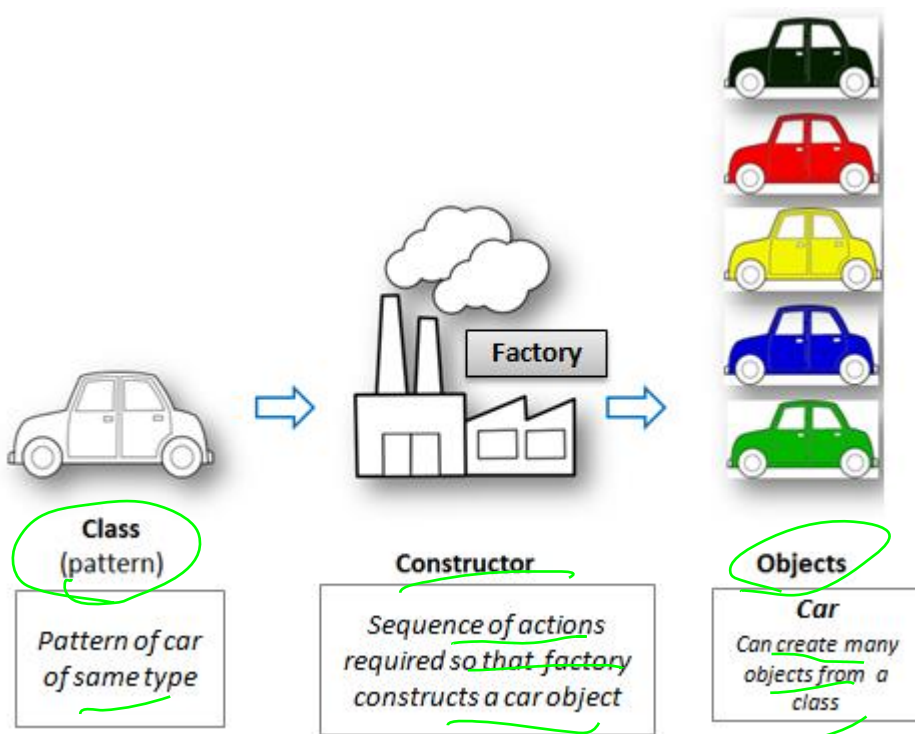 Factory
Class
(pattern)
Pattern of car
of same type
Constructor
Sequence of actions
required so that factory
constructs a car object
Objects
Car
Can create many
objects from a
class